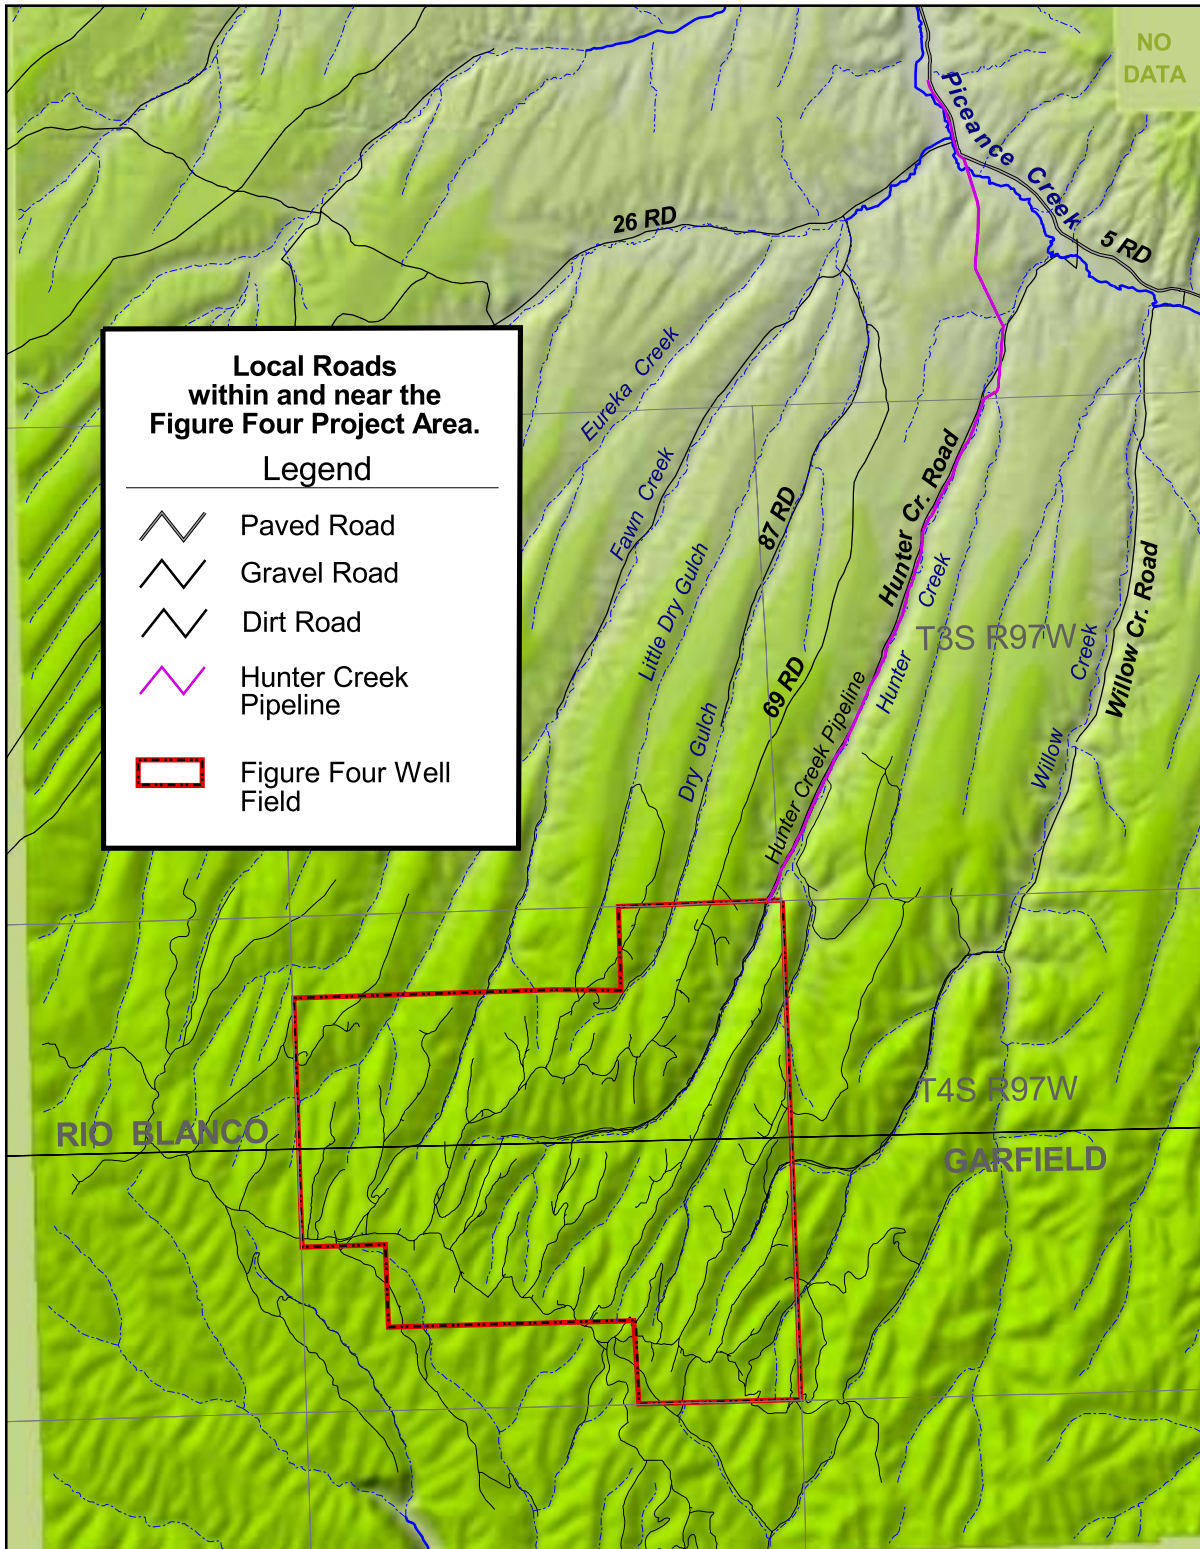 NO
DATA
Piceance Creek
26 RD
5 RD
Local Roads
within and near the
Figure Four Project Area.
Legend
Paved Road
Gravel Road
Dirt Road
Hunter Creek
Pipeline
Figure Four Well
Field
Eureka Creek
Fawn Creek
Little Dry Gulch
87 RD
Dry Gulch
69 RD
Hunter Cr. Road
Hunter Creek
Hunter Creek Pipeline
T3S R97W
Willow Creek
Willow Cr. Road
T4S R97W
RIO BLANCO
GARFIELD